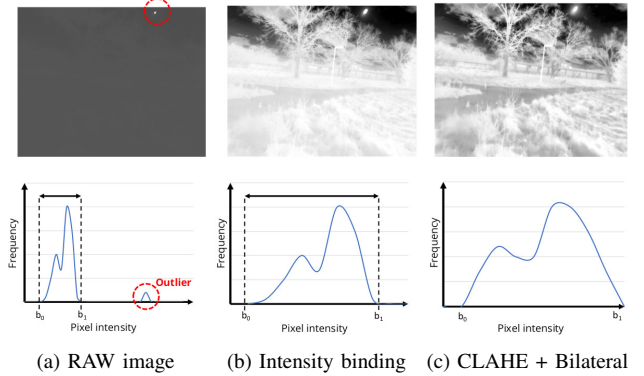 Frequency
Outlier
b₀
b₁
Pixel intensity
Frequency
b₀
b₁
Pixel intensity
Frequency
b₀
b₁
Pixel intensity
(a) RAW image
(b) Intensity binding
(c) CLAHE + Bilateral